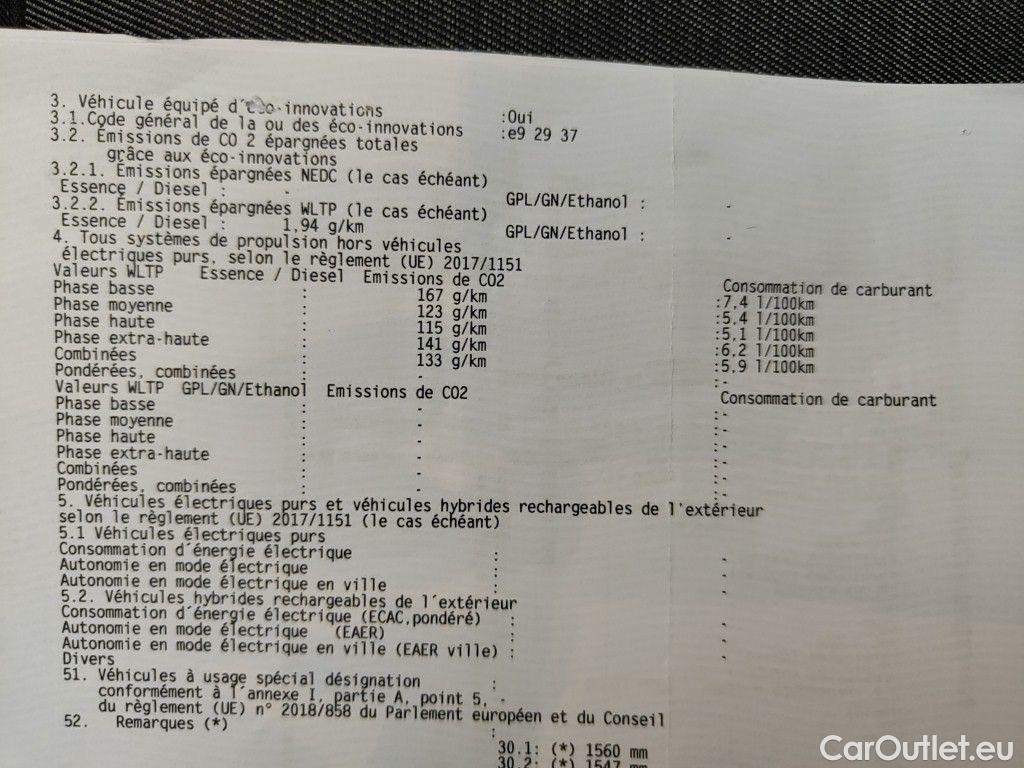 3. Véhicule équipé d´éco-innovations :Oui
3.1.Code général de la ou des éco-innovations :e9 29 37
3.2. Émissions de CO 2 épargnées totales
grâce aux éco-innovations
3.2.1. Émissions épargnées NEDC (le cas échéant)
Essence / Diesel : - GPL/GN/Ethanol : -
3.2.2. Émissions épargnées WLTP (le cas échéant)
Essence / Diesel : 1,94 g/km GPL/GN/Ethanol : -
4. Tous systèmes de propulsion hors véhicules
électriques purs, selon le règlement (UE) 2017/1151
Valeurs WLTP Essence / Diesel Emissions de CO2 Consommation de carburant
Phase basse : 167 g/km :7,4 l/100km
Phase moyenne : 123 g/km :5,4 l/100km
Phase haute : 115 g/km :5,1 l/100km
Phase extra-haute : 141 g/km :6,2 l/100km
Combinées : 133 g/km :5,9 l/100km
Pondérées, combinées : - :-
Valeurs WLTP GPL/GN/Ethanol Emissions de CO2 Consommation de carburant
Phase basse : - :-
Phase moyenne : - :-
Phase haute : - :-
Phase extra-haute : - :-
Combinées : - :-
Pondérées, combinées : - :-
5. Véhicules électriques purs et véhicules hybrides rechargeables de l'extérieur
selon le règlement (UE) 2017/1151 (le cas échéant)
5.1 Véhicules électriques purs
Consommation d´énergie électrique : -
Autonomie en mode électrique : -
Autonomie en mode électrique en ville : -
5.2. Véhicules hybrides rechargeables de l´extérieur
Consommation d´énergie électrique (ECAC,pondéré) : -
Autonomie en mode électrique (EAER) : -
Autonomie en mode électrique en ville (EAER ville) : -
Divers
51. Véhicules à usage spécial désignation :
conformément à l´annexe I, partie A, point 5, -
du règlement (UE) n° 2018/858 du Parlement européen et du Conseil
52. Remarques (*) :
30.1: (*) 1560 mm
30.2: (*) 1547 mm
CarOutlet.eu